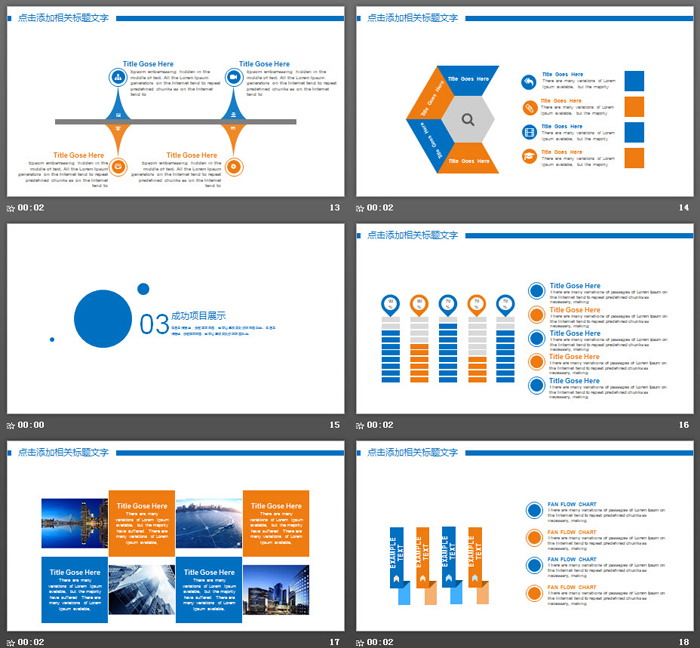 点击添加相关标题文字
Title Gose Here
Spsom embarrassing hidden in the
middle of text. All the Lorem Ipsum
generators on the Internet tend to repeat
predefined chunks as on the Internet
tend to
Title Gose Here
Spsom embarrassing hidden in the
middle of text. All the Lorem Ipsum
generators on the Internet tend to repeat
predefined chunks as on the Internet
tend to
Title Gose Here
Spsom embarrassing hidden in the
middle of text. All the Lorem Ipsum
generators on the Internet tend to repeat
predefined chunks as on the Internet
tend to
Title Gose Here
Spsom embarrassing hidden in the
middle of text. All the Lorem Ipsum
generators on the Internet tend to repeat
predefined chunks as on the Internet
tend to
00:02
13
点击添加相关标题文字
Title Goes Here
Title Goes Here
Title Goes Here
Title Goes Here
Title Goes Here
There are many variations of Lorem
Ipsum available, but the majority
Title Goes Here
There are many variations of Lorem
Ipsum available, but the majority
Title Goes Here
There are many variations of Lorem
Ipsum available, but the majority
Title Goes Here
There are many variations of Lorem
Ipsum available, but the majority
00:02
14
03
成功项目展示
00:00
15
点击添加相关标题文字
Title Gose Here
There are many variations of passages of Lorem Ipsum on
the Internet tend to repeat predefined chunks as
necessary, making
Title Gose Here
There are many variations of passages of Lorem Ipsum on
the Internet tend to repeat predefined chunks as
necessary, making
Title Gose Here
There are many variations of passages of Lorem Ipsum on
the Internet tend to repeat predefined chunks as
necessary, making
Title Gose Here
There are many variations of passages of Lorem Ipsum on
the Internet tend to repeat predefined chunks as
necessary, making
Title Gose Here
There are many variations of passages of Lorem Ipsum on
the Internet tend to repeat predefined chunks as
necessary, making
00:02
16
点击添加相关标题文字
Title Gose Here
There are many
variations of Lorem Ipsum
available, but the majority
have suffered There are
many variations of Lorem
Ipsum available.
Title Gose Here
There are many
variations of Lorem Ipsum
available, but the majority
have suffered There are
many variations of Lorem
Ipsum available.
Title Gose Here
There are many
variations of Lorem Ipsum
available, but the majority
have suffered There are
many variations of Lorem
Ipsum available.
Title Gose Here
There are many
variations of Lorem Ipsum
available, but the majority
have suffered There are
many variations of Lorem
Ipsum available.
00:02
17
点击添加相关标题文字
EXAMPLE
TEXT
EXAMPLE
TEXT
EXAMPLE
TEXT
EXAMPLE
TEXT
FAN FLOW CHART
There are many variations of passages of Lorem Ipsum on
the Internet tend to repeat predefined chunks as
necessary, making
FAN FLOW CHART
There are many variations of passages of Lorem Ipsum on
the Internet tend to repeat predefined chunks as
necessary, making
FAN FLOW CHART
There are many variations of passages of Lorem Ipsum on
the Internet tend to repeat predefined chunks as
necessary, making
FAN FLOW CHART
There are many variations of passages of Lorem Ipsum on
the Internet tend to repeat predefined chunks as
necessary, making
00:02
18